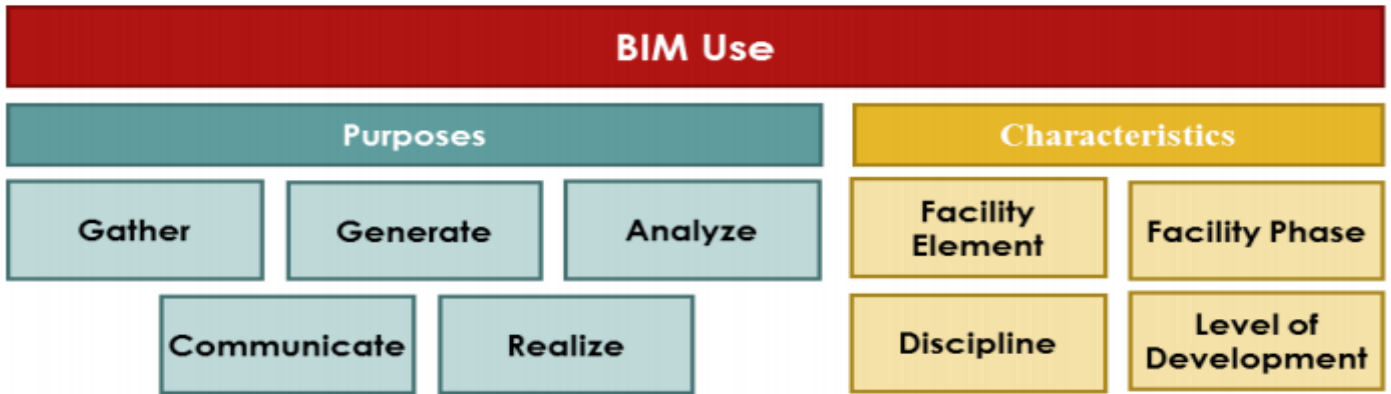 BIM Use
Purposes
Characteristics
Gather
Generate
Analyze
Facility
Element
Facility Phase
Communicate
Realize
Discipline
Level of
Development